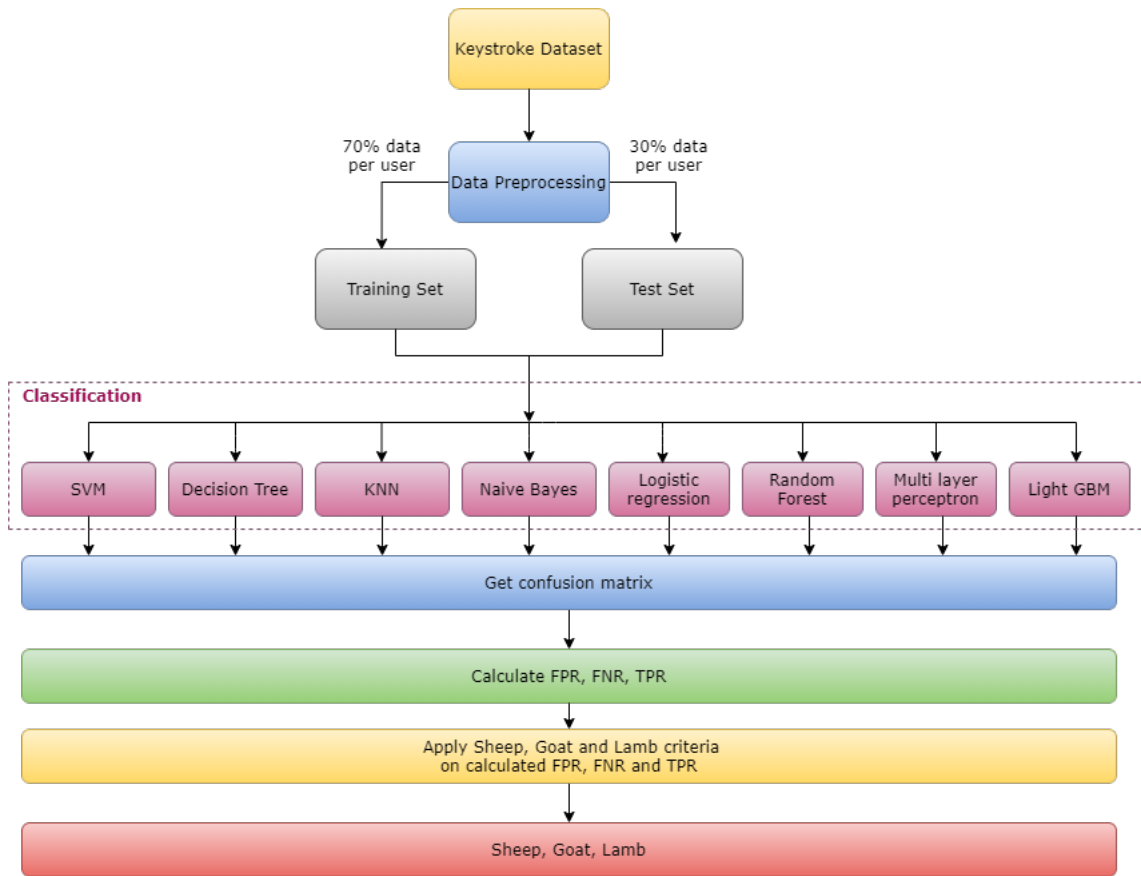 Keystroke Dataset
70% data
per user
30% data
per user
Data Preprocessing
Training Set
Test Set
Classification
SVM
Decision Tree
KNN
Naive Bayes
Logistic
regression
Random
Forest
Multi layer
perceptron
Light GBM
Get confusion matrix
Calculate FPR, FNR, TPR
Apply Sheep, Goat and Lamb criteria
on calculated FPR, FNR and TPR
Sheep, Goat, Lamb